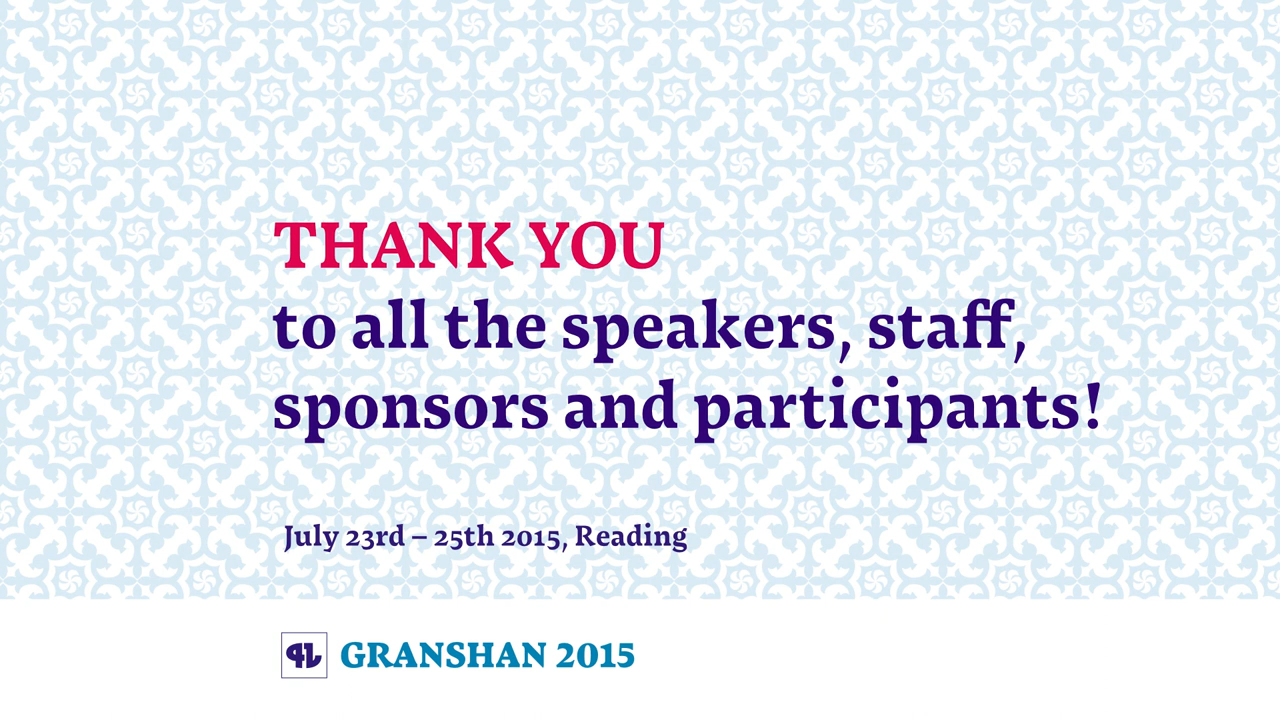 THANK YOU
to all the speakers, staff,
sponsors and participants!
July 23rd – 25th 2015, Reading
GRANSHAN 2015